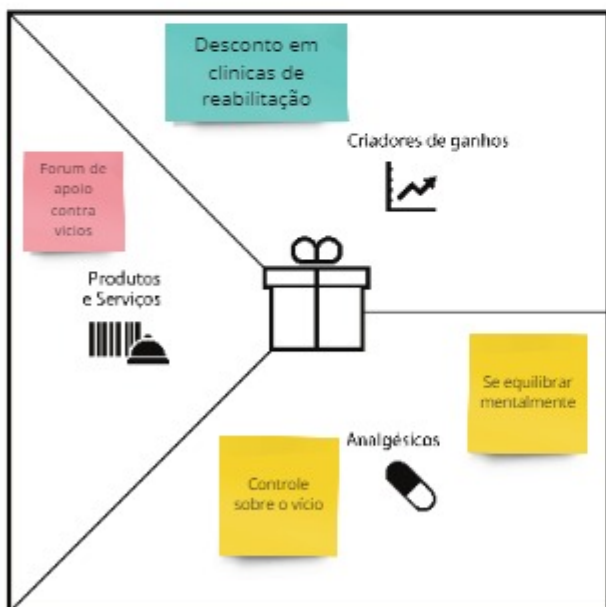 Desconto em
clinicas de
reabilitação
Criadores de ganhos
Forum de
apoio
contra
vicios
Produtos
e Serviços
Se equilibrar
mentalmente
Analgésicos
Controle
sobre o vício